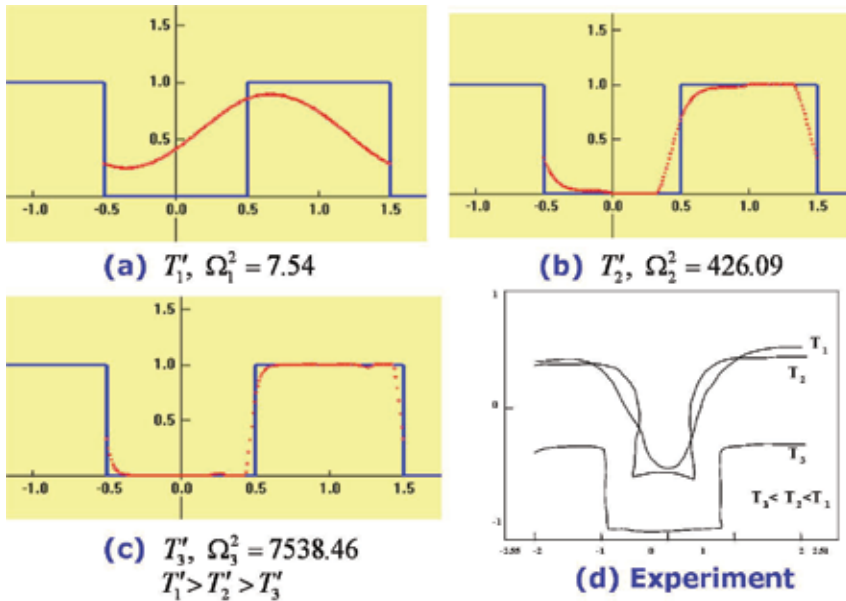 1.5
1.0
0.5
-1.0 -0.5 0.0 0.5 1.0 1.5
(a) T′₁, Ω₁² = 7.54
1.5
1.0
0.5
-1.0 -0.5 0.0 0.5 1.0 1.5
(b) T′₂, Ω₂² = 426.09
1.5
1.0
0.5
-1.0 -0.5 0.0 0.5 1.0 1.5
(c) T′₃, Ω₃² = 7538.46
T′₁ > T′₂ > T′₃
1
0
-1
T₁
T₂
T₃
T₃< T₂ <T₁
-2 -1 0 1 2
(d) Experiment